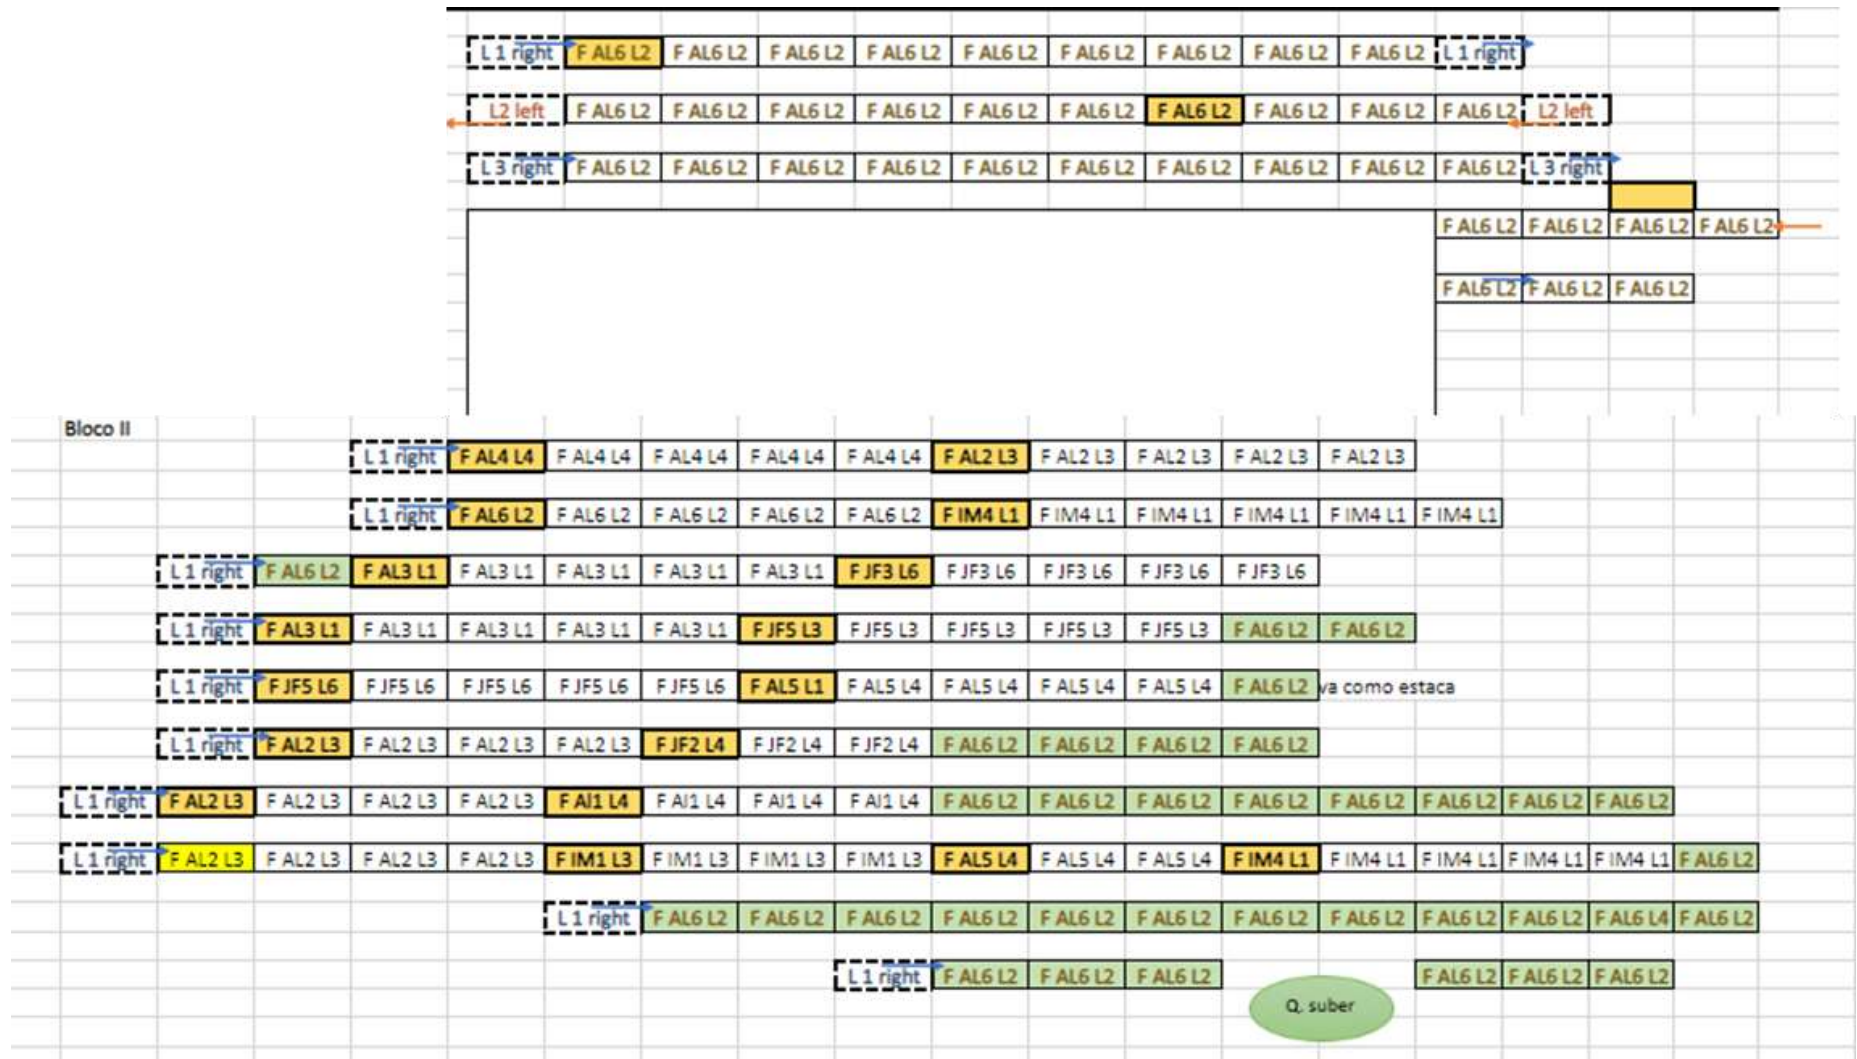 L 1 right F AL6 L2 F AL6 L2 F AL6 L2 F AL6 L2 F AL6 L2 F AL6 L2 F AL6 L2 F AL6 L2 F AL6 L2 L 1 right
L2 left F AL6 L2 F AL6 L2 F AL6 L2 F AL6 L2 F AL6 L2 F AL6 L2 F AL6 L2 F AL6 L2 F AL6 L2 F AL6 L2 L2 left
L 3 right F AL6 L2 F AL6 L2 F AL6 L2 F AL6 L2 F AL6 L2 F AL6 L2 F AL6 L2 F AL6 L2 F AL6 L2 F AL6 L2 L 3 right
F AL6 L2 F AL6 L2 F AL6 L2 F AL6 L2
F AL6 L2 F AL6 L2 F AL6 L2
Bloco II
L 1 right F AL4 L4 F AL4 L4 F AL4 L4 F AL4 L4 F AL4 L4 F AL2 L3 F AL2 L3 F AL2 L3 F AL2 L3 F AL2 L3
L 1 right F AL6 L2 F AL6 L2 F AL6 L2 F AL6 L2 F AL6 L2 F IM4 L1 F IM4 L1 F IM4 L1 F IM4 L1 F IM4 L1 F IM4 L1
L 1 right F AL6 L2 F AL3 L1 F AL3 L1 F AL3 L1 F AL3 L1 F AL3 L1 F JF3 L6 F JF3 L6 F JF3 L6 F JF3 L6 F JF3 L6
L 1 right F AL3 L1 F AL3 L1 F AL3 L1 F AL3 L1 F AL3 L1 F JF5 L3 F JF5 L3 F JF5 L3 F JF5 L3 F JF5 L3 F AL6 L2 F AL6 L2
L 1 right F JF5 L6 F JF5 L6 F JF5 L6 F JF5 L6 F JF5 L6 F AL5 L1 F AL5 L4 F AL5 L4 F AL5 L4 F AL5 L4 F AL6 L2 va como estaca
L 1 right F AL2 L3 F AL2 L3 F AL2 L3 F AL2 L3 F JF2 L4 F JF2 L4 F JF2 L4 F AL6 L2 F AL6 L2 F AL6 L2 F AL6 L2
L 1 right F AL2 L3 F AL2 L3 F AL2 L3 F AL2 L3 F Al1 L4 F Al1 L4 F Al1 L4 F Al1 L4 F AL6 L2 F AL6 L2 F AL6 L2 F AL6 L2 F AL6 L2 F AL6 L2 F AL6 L2 F AL6 L2
L 1 right F AL2 L3 F AL2 L3 F AL2 L3 F AL2 L3 F IM1 L3 F IM1 L3 F IM1 L3 F IM1 L3 F AL5 L4 F AL5 L4 F AL5 L4 F IM4 L1 F IM4 L1 F IM4 L1 F IM4 L1 F IM4 L1 F AL6 L2
L 1 right F AL6 L2 F AL6 L2 F AL6 L2 F AL6 L2 F AL6 L2 F AL6 L2 F AL6 L2 F AL6 L2 F AL6 L2 F AL6 L2 F AL6 L4 F AL6 L2
L 1 right F AL6 L2 F AL6 L2 F AL6 L2 F AL6 L2 F AL6 L2 F AL6 L2
Q. suber